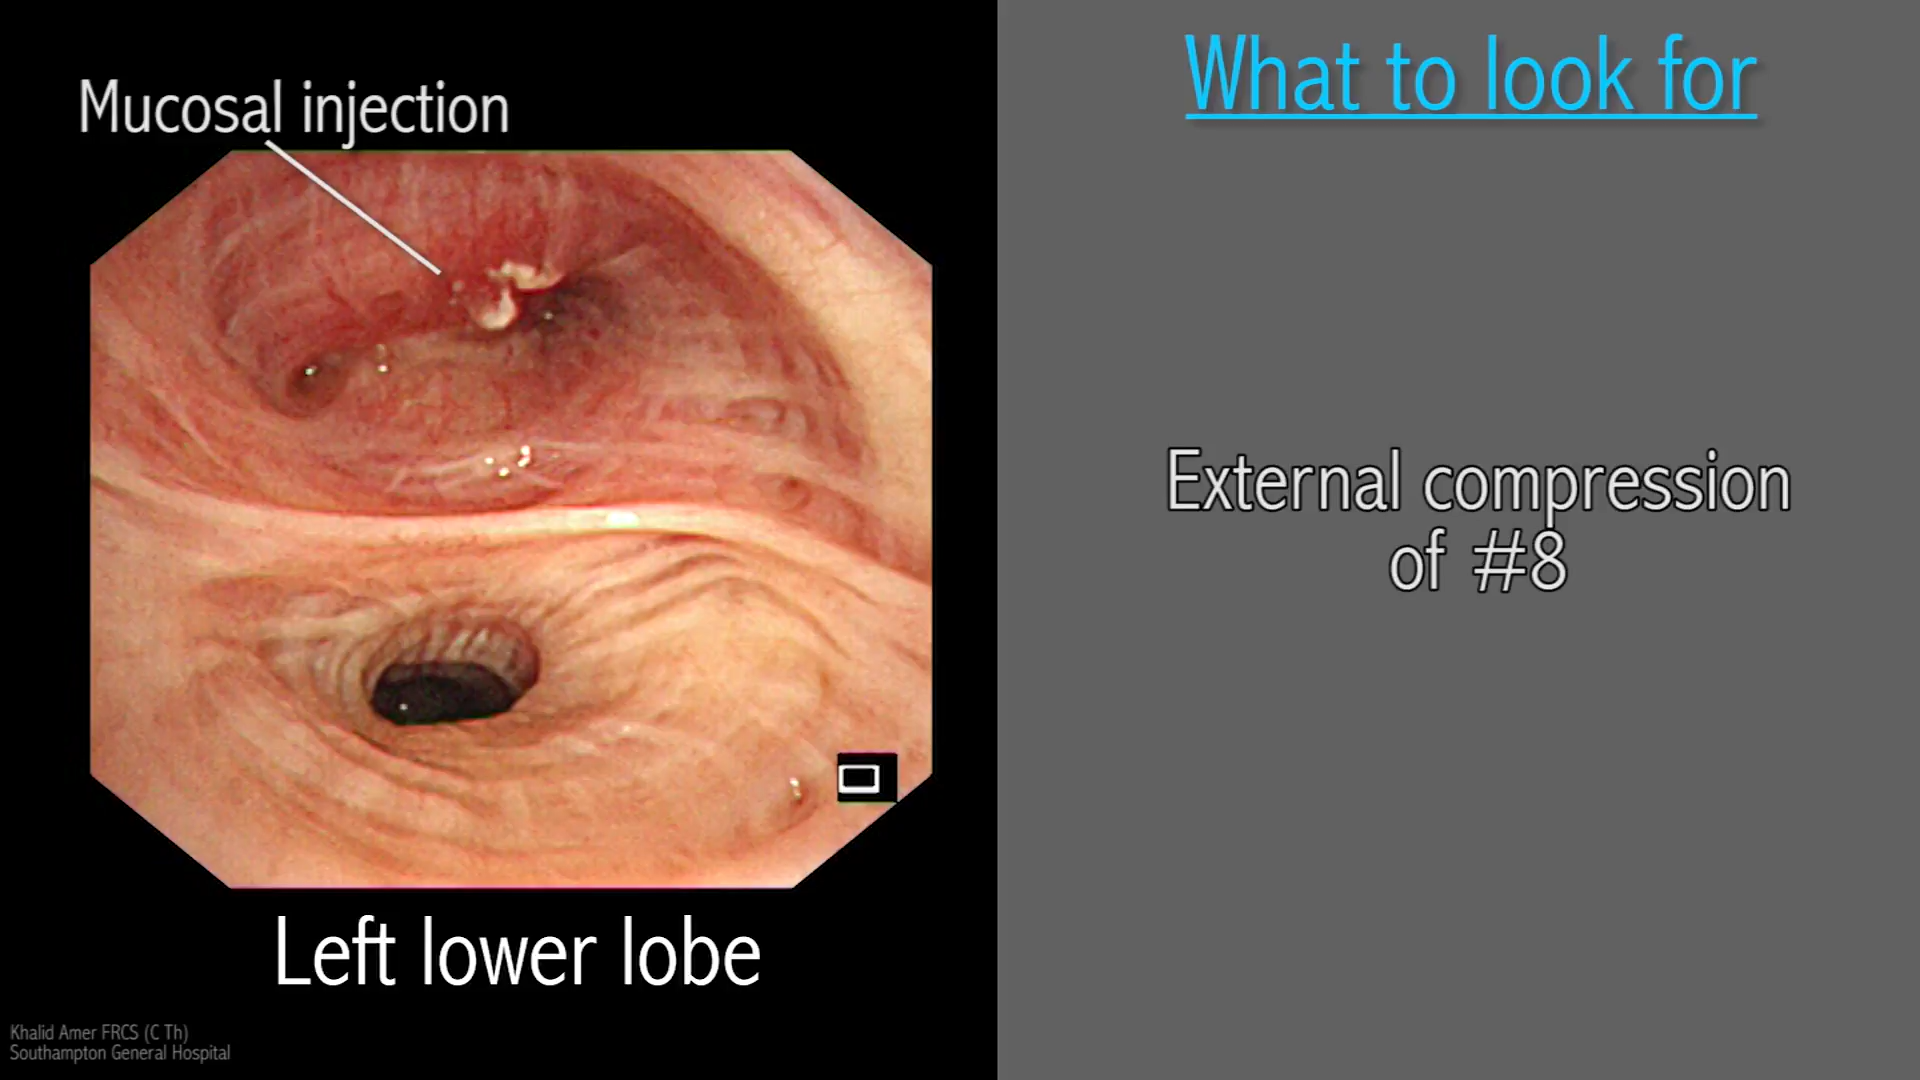 Mucosal injection
Left lower lobe
Khalid Amer FRCS (C Th)
Southampton General Hospital
What to look for
External compression
of #8